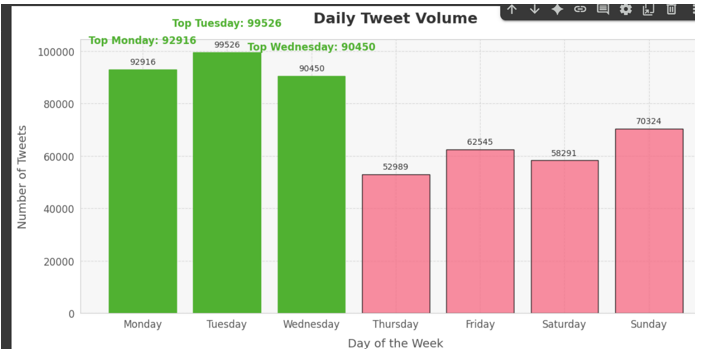 Daily Tweet Volume
Top Tuesday: 99526
Top Monday: 92916
Top Wednesday: 90450
Number of Tweets
100000
80000
60000
40000
20000
0
92916
99526
90450
52989
62545
58291
70324
Monday
Tuesday
Wednesday
Thursday
Friday
Saturday
Sunday
Day of the Week